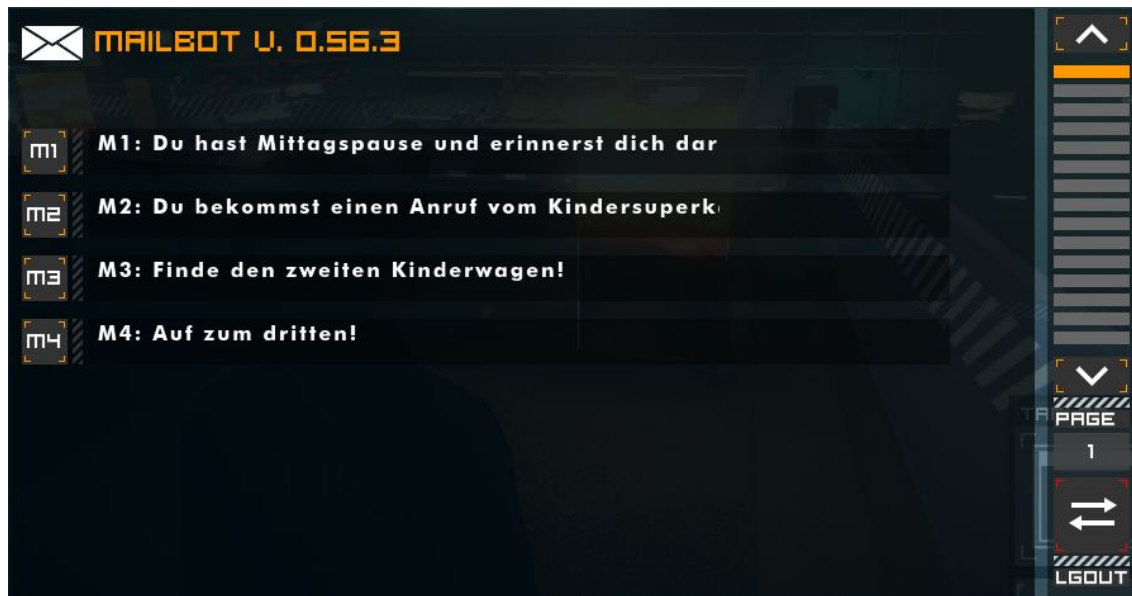 MAILBOT V. 0.56.3
m1 M1: Du hast Mittagspause und erinnerst dich dar
m2 M2: Du bekommst einen Anruf vom Kindersuperk
m3 M3: Finde den zweiten Kinderwagen!
m4 M4: Auf zum dritten!
PAGE
1
LGOUT